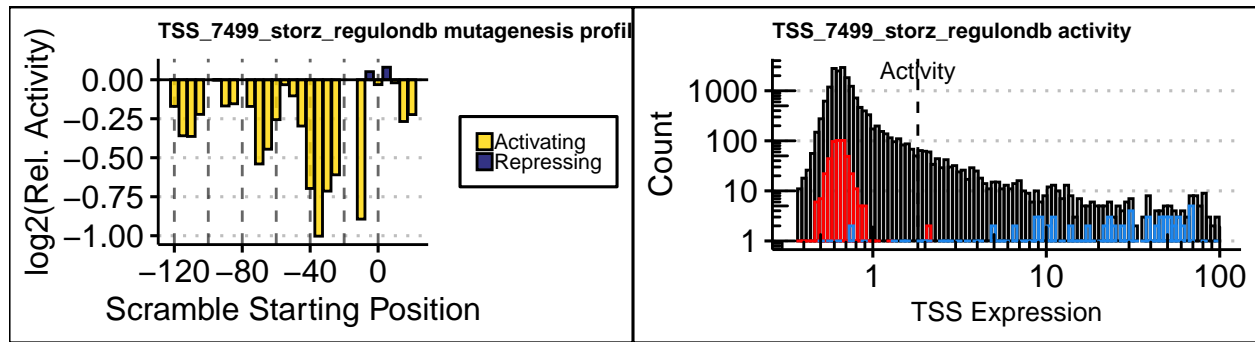 TSS_7499_storz_regulondb mutagenesis profil
log2(Rel. Activity)
0.00
−0.25
−0.50
−0.75
−1.00
−120 −80 −40 0
Scramble Starting Position
Activating
Repressing
TSS_7499_storz_regulondb activity
Activity
Count
1000
100
10
1
1 10 100
TSS Expression